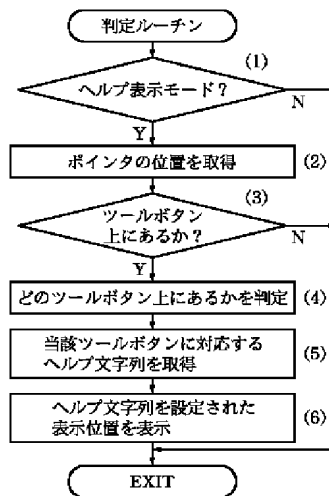 判定ルーチン
(1)
ヘルプ表示モード?
N
Y
ポインタの位置を取得
(2)
(3)
ツールボタン
上にあるか?
N
Y
どのツールボタン上にあるかを判定
(4)
当該ツールボタンに対応する
ヘルプ文字列を取得
(5)
ヘルプ文字列を設定された
表示位置を表示
(6)
EXIT